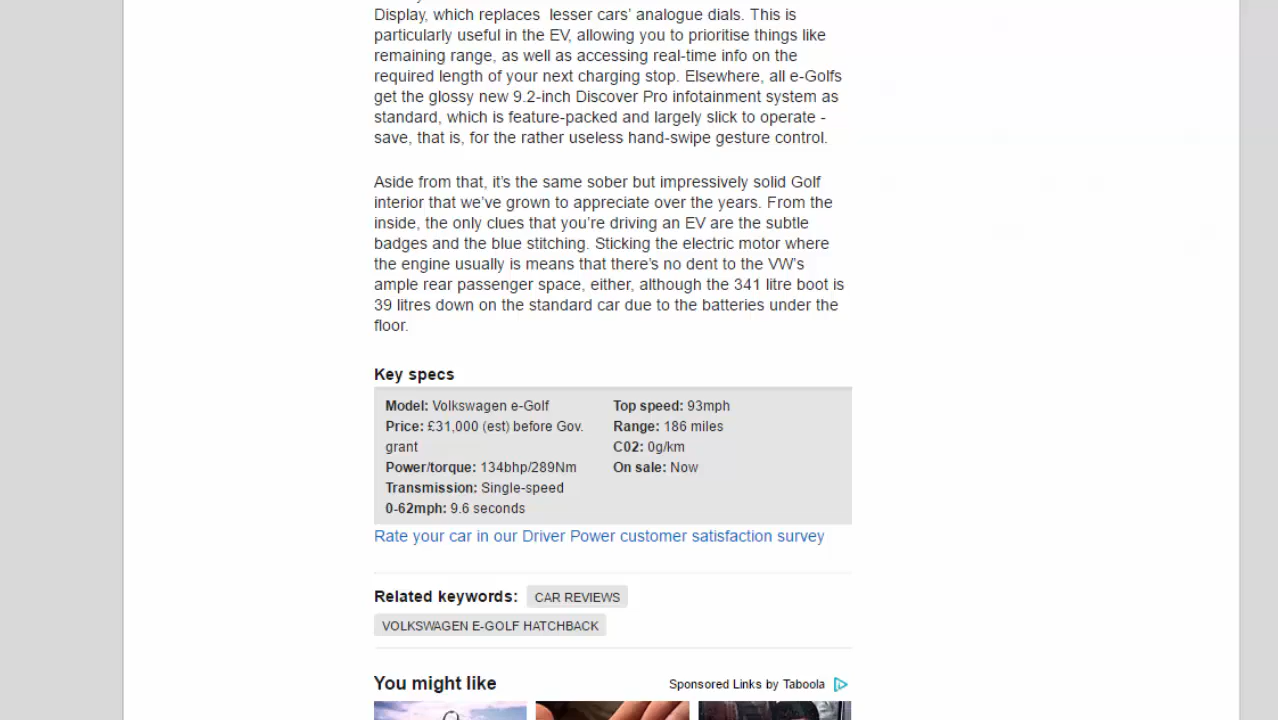 Display, which replaces  lesser cars’ analogue dials. This is
particularly useful in the EV, allowing you to prioritise things like
remaining range, as well as accessing real-time info on the
required length of your next charging stop. Elsewhere, all e-Golfs
get the glossy new 9.2-inch Discover Pro infotainment system as
standard, which is feature-packed and largely slick to operate -
save, that is, for the rather useless hand-swipe gesture control.
Aside from that, it’s the same sober but impressively solid Golf
interior that we’ve grown to appreciate over the years. From the
inside, the only clues that you’re driving an EV are the subtle
badges and the blue stitching. Sticking the electric motor where
the engine usually is means that there’s no dent to the VW’s
ample rear passenger space, either, although the 341 litre boot is
39 litres down on the standard car due to the batteries under the
floor.
Key specs
Model: Volkswagen e-Golf
Price: £31,000 (est) before Gov.
grant
Power/torque: 134bhp/289Nm
Transmission: Single-speed
0-62mph: 9.6 seconds
Top speed: 93mph
Range: 186 miles
C02: 0g/km
On sale: Now
Rate your car in our Driver Power customer satisfaction survey
Related keywords: CAR REVIEWS
VOLKSWAGEN E-GOLF HATCHBACK
You might like
Sponsored Links by Taboola